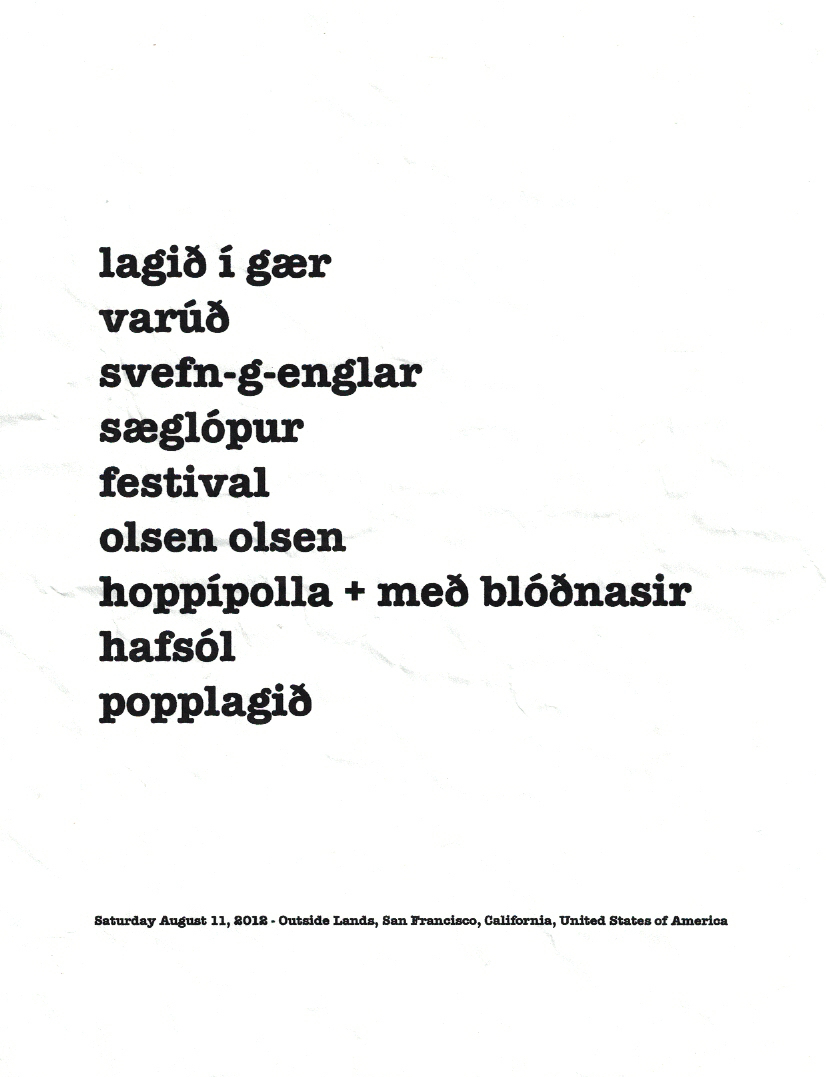 lagið í gær
varúð
svefn-g-englar
sæglópur
festival
olsen olsen
hoppípolla + með blóðnasir
hafsól
popplagið
Saturday August 11, 2012 - Outside Lands, San Francisco, California, United States of America